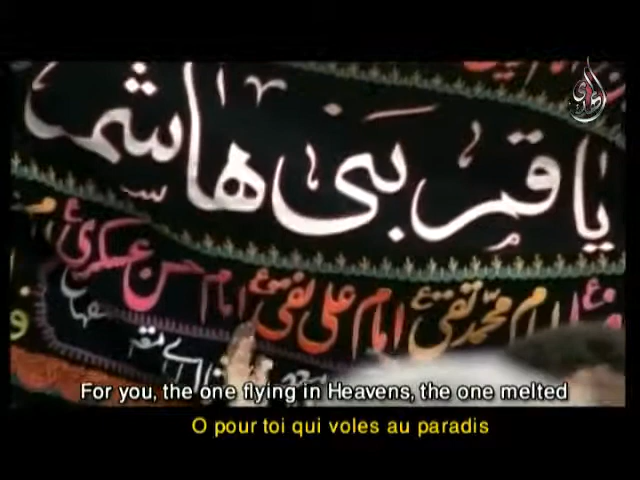 یا قمر بنی هاشم
امام محمد تقی ع امام علی نقی ع امام حسن عسکری ع
For you, the one flying in Heavens, the one melted
O pour toi qui voles au paradis